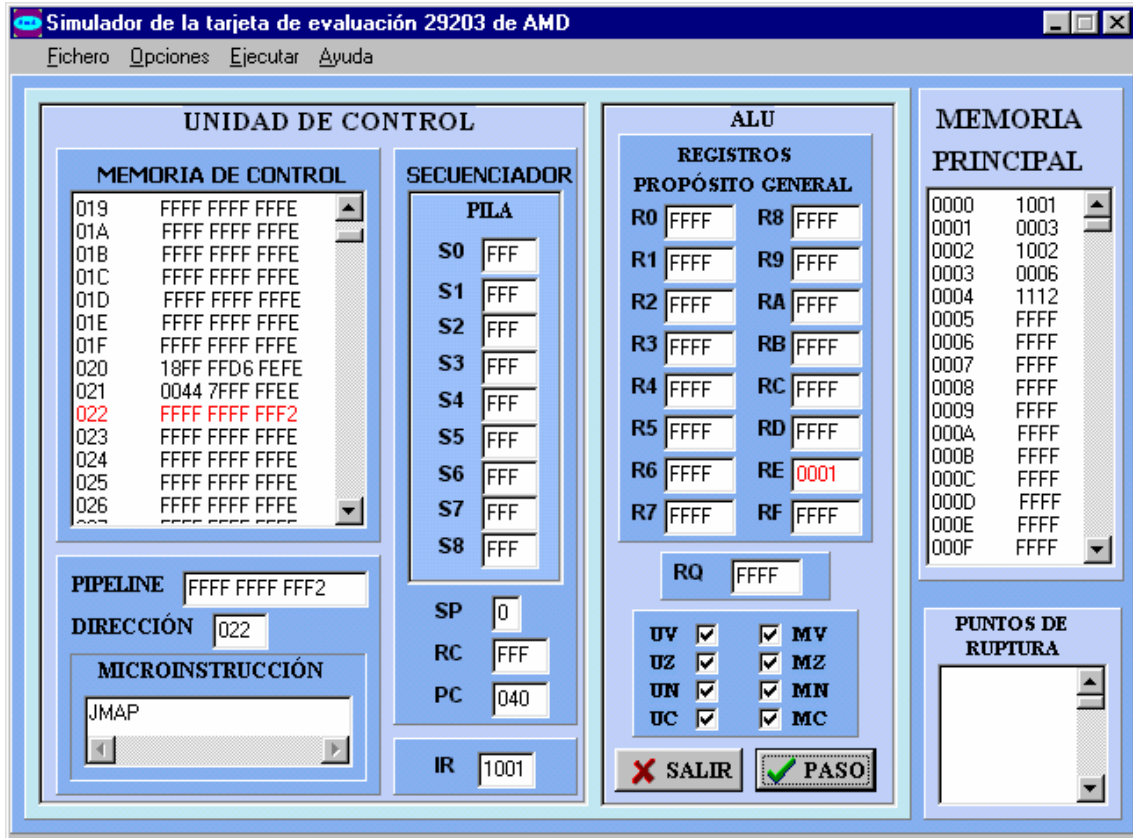 Simulador de la tarjeta de evaluación 29203 de AMD
Fichero Opciones Ejecutar Ayuda
UNIDAD DE CONTROL
MEMORIA DE CONTROL
019 FFFF FFFF FFFE
01A FFFF FFFF FFFE
01B FFFF FFFF FFFE
01C FFFF FFFF FFFE
01D FFFF FFFF FFFE
01E FFFF FFFF FFFE
01F FFFF FFFF FFFE
020 18FF FFD6 FEFE
021 0044 7FFF FFEE
022 FFFF FFFF FFF2
023 FFFF FFFF FFFE
024 FFFF FFFF FFFE
025 FFFF FFFF FFFE
026 FFFF FFFF FFFE
PIPELINE FFFF FFFF FFF2
DIRECCIÓN 022
MICROINSTRUCCIÓN
JMAP
SECUENCIADOR
PILA
S0 FFF
S1 FFF
S2 FFF
S3 FFF
S4 FFF
S5 FFF
S6 FFF
S7 FFF
S8 FFF
SP 0
RC FFF
PC 040
IR 1001
ALU
REGISTROS
PROPÓSITO GENERAL
R0 FFFF R8 FFFF
R1 FFFF R9 FFFF
R2 FFFF RA FFFF
R3 FFFF RB FFFF
R4 FFFF RC FFFF
R5 FFFF RD FFFF
R6 FFFF RE 0001
R7 FFFF RF FFFF
RQ FFFF
UV MV
UZ MZ
UN MN
UC MC
SALIR PASO
MEMORIA
PRINCIPAL
0000 1001
0001 0003
0002 1002
0003 0006
0004 1112
0005 FFFF
0006 FFFF
0007 FFFF
0008 FFFF
0009 FFFF
000A FFFF
000B FFFF
000C FFFF
000D FFFF
000E FFFF
000F FFFF
PUNTOS DE
RUPTURA